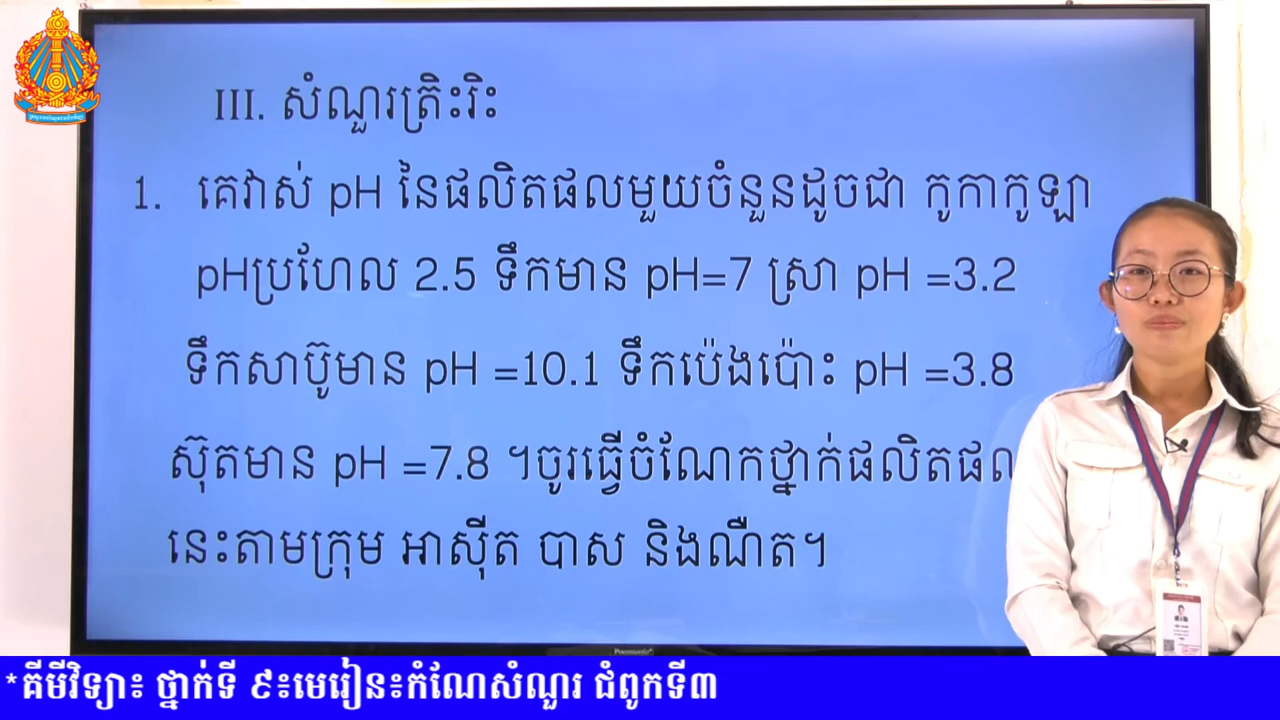 III. សំណួរត្រិះរិះ
1. គេវាស់ pH នៃផលិតផលមួយចំនួនដូចជា កូកាកូឡា
pHប្រហែល 2.5 ទឹកមាន pH=7 ស្រា pH =3.2
ទឹកសាប៊ូមាន pH =10.1 ទឹកប៉េងប៉ោះ pH =3.8
ស៊ុតមាន pH =7.8 ។ចូរធ្វើចំណែកថ្នាក់ផលិតផល
នេះតាមក្រុម អាស៊ីត បាស និងណឺត។
*គីមីវិទ្យា៖ ថ្នាក់ទី ៩៖មេរៀន៖កំណែសំណួរ ជំពូកទី៣